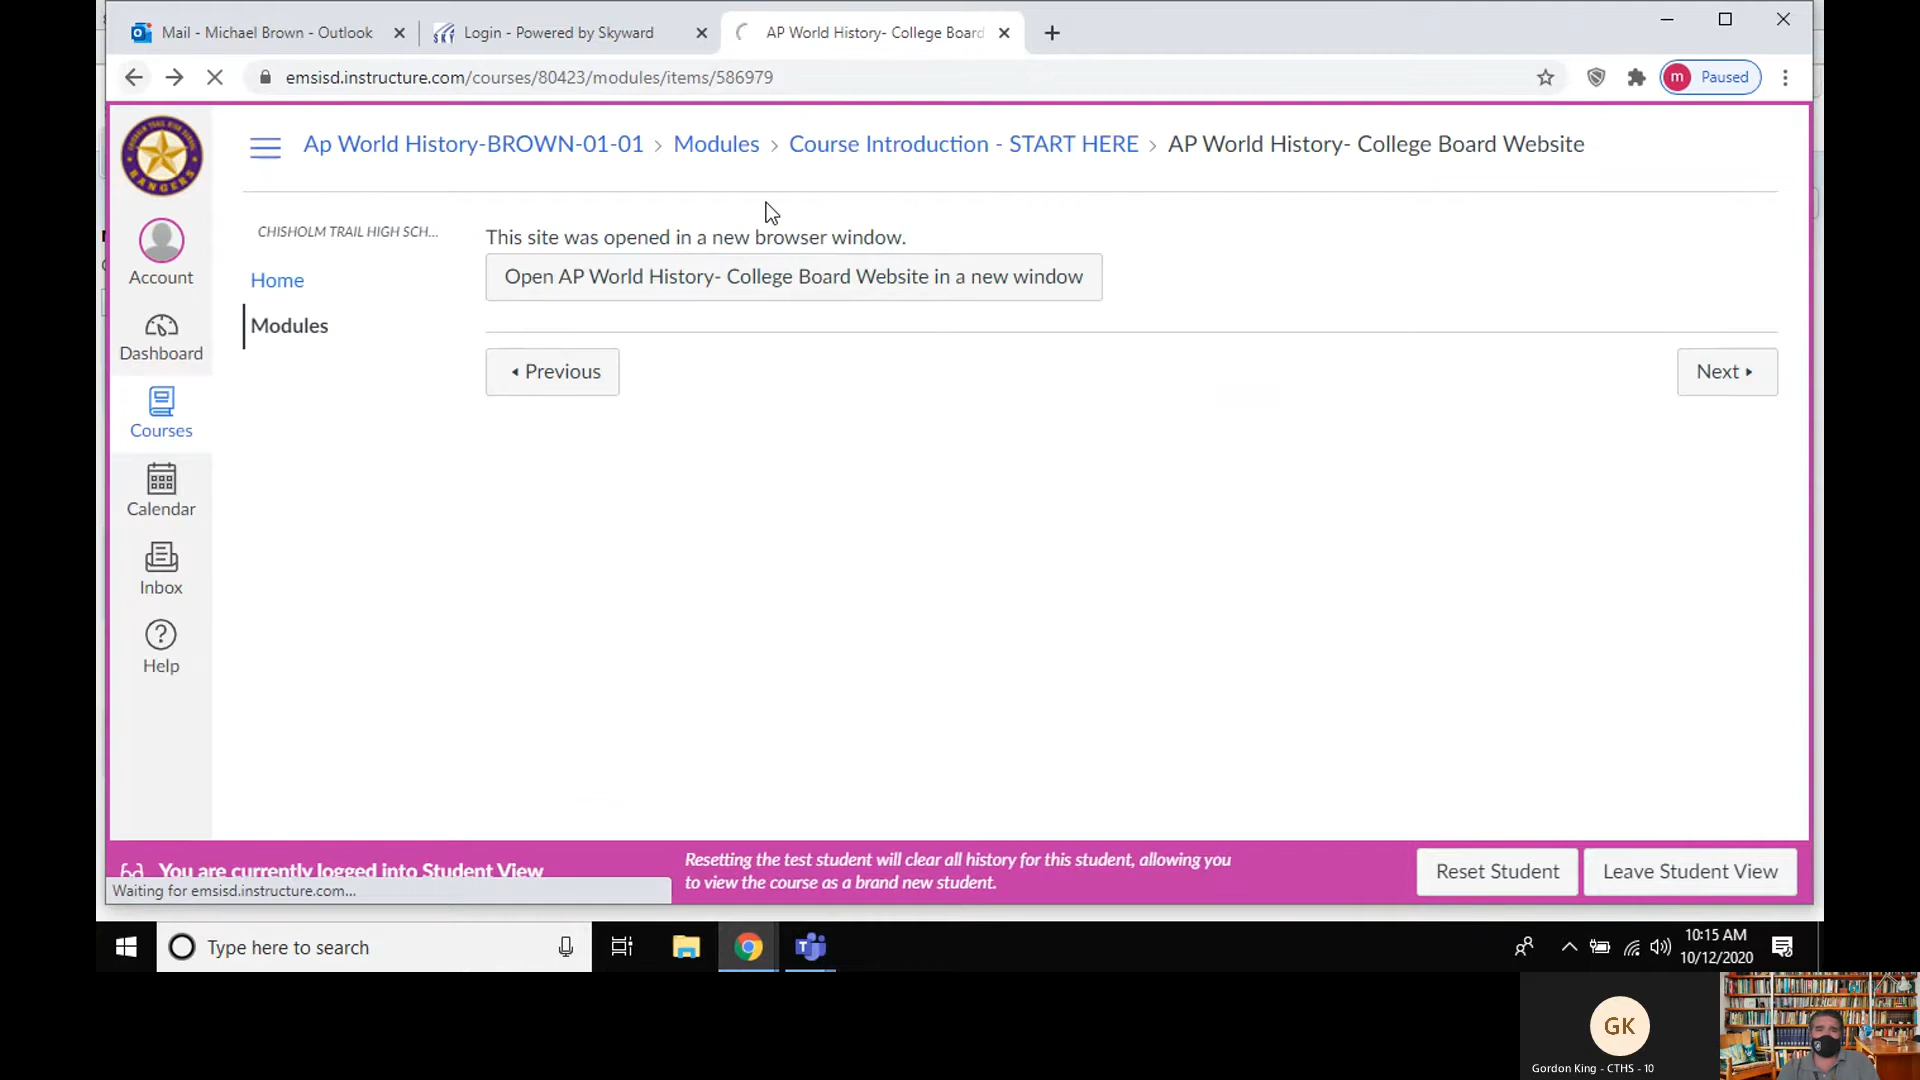 Mail - Michael Brown - Outlook
Login - Powered by Skyward
AP World History- College Board
emsisd.instructure.com/courses/80423/modules/items/586979
m Paused
Ap World History-BROWN-01-01 > Modules > Course Introduction - START HERE > AP World History- College Board Website
RANGERS
CHISHOLM TRAIL HIGH SCH...
This site was opened in a new browser window.
Open AP World History- College Board Website in a new window
Home
Modules
Previous
Next
Account
Dashboard
Courses
Calendar
Inbox
Help
You are currently logged into Student View
Resetting the test student will clear all history for this student, allowing you
to view the course as a brand new student.
Reset Student
Leave Student View
Waiting for emsisd.instructure.com...
Type here to search
10:15 AM
10/12/2020
GK
Gordon King - CTHS - 10